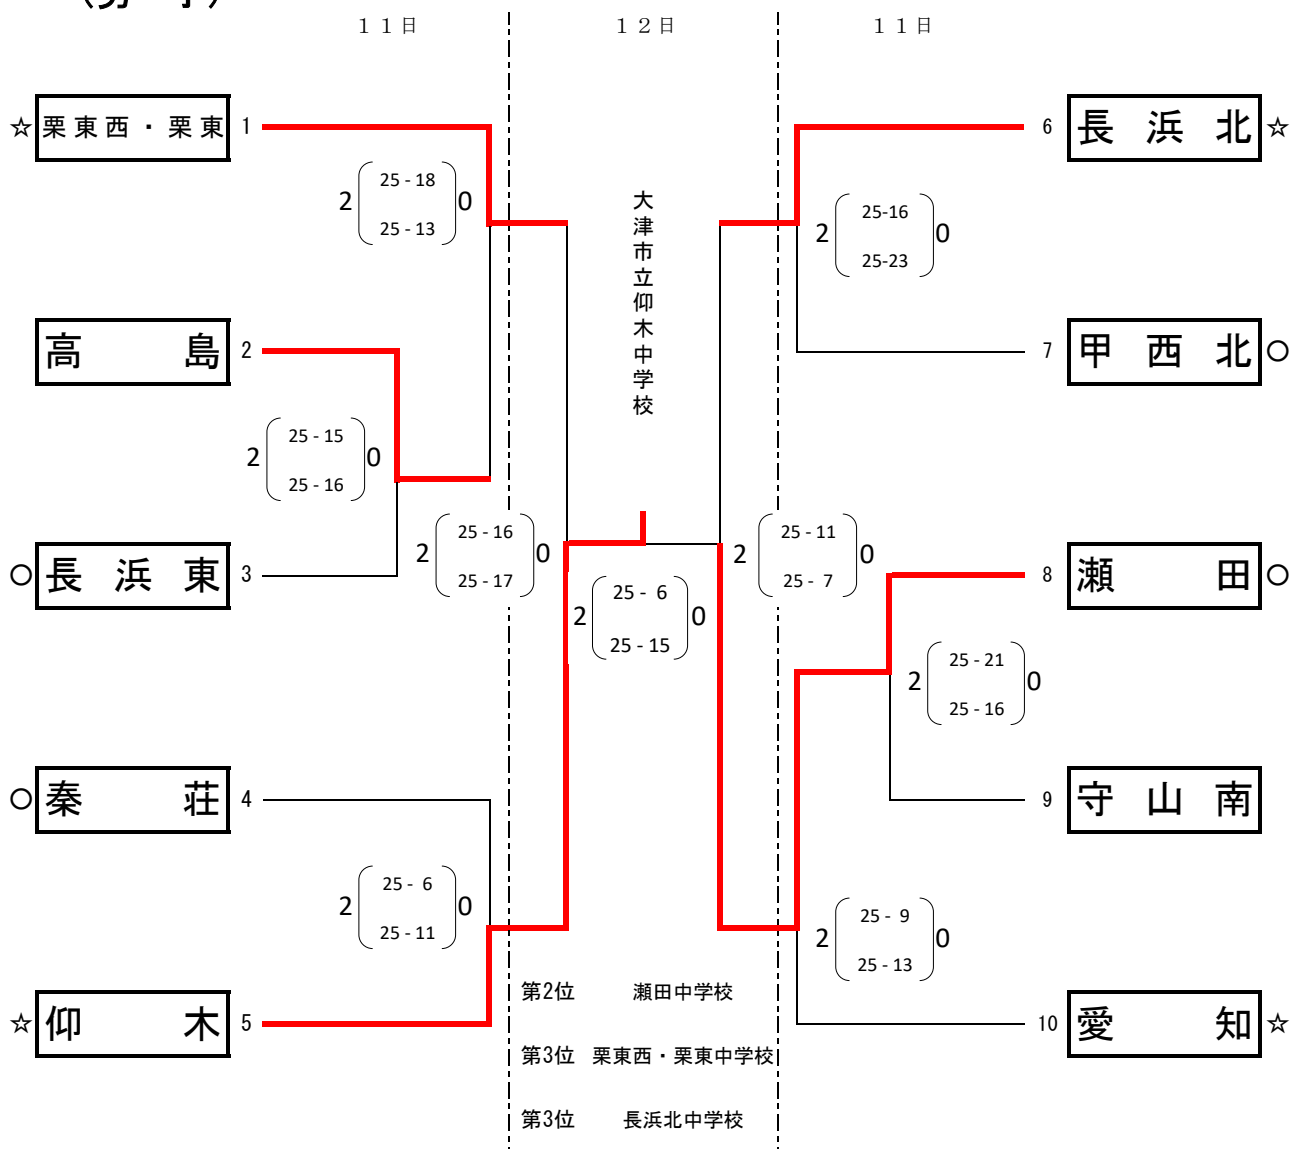 １１日 １２日 １１日
☆ 栗東西・栗東 1
6 長浜北 ☆
2 25-18 0
25-13
2 25-16 0
25-23
大津市立仰木中学校
高島 2
7 甲西北 ○
2 25-15 0
25-16
2 25-16 0
25-17
2 25-11 0
25-7
○ 長浜東 3
8 瀬田 ○
2 25-6 0
25-15
2 25-21 0
25-16
○ 秦荘 4
9 守山南
2 25-6 0
25-11
2 25-9 0
25-13
☆ 仰木 5
10 愛知 ☆
第2位 瀬田中学校
第3位 栗東西・栗東中学校
第3位 長浜北中学校